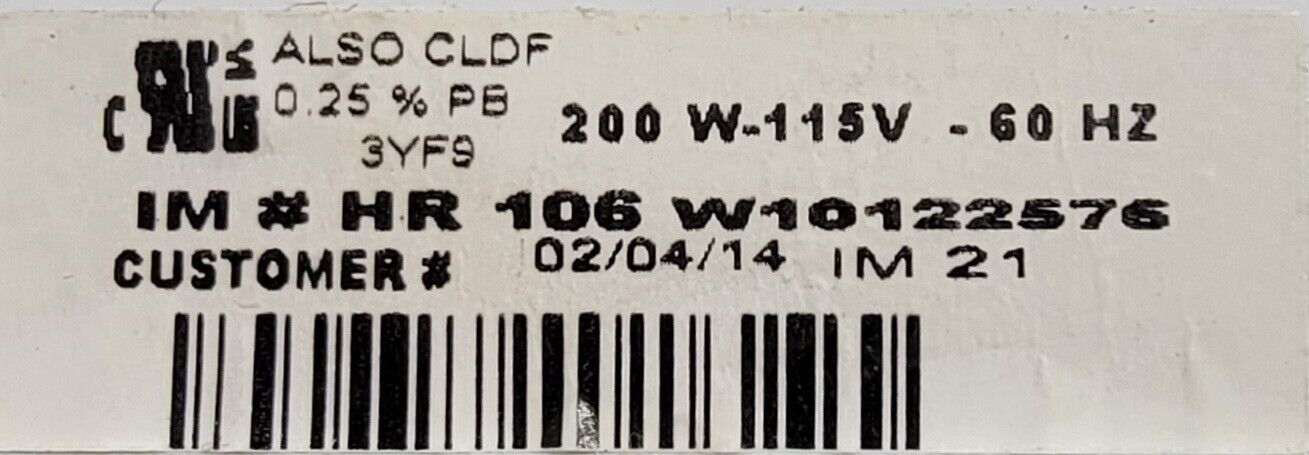 ALSO CLDF
0.25 % PB
3YF9
200 W-115V - 60 HZ
IM # HR 106 W10122576
CUSTOMER # 02/04/14 IM 21